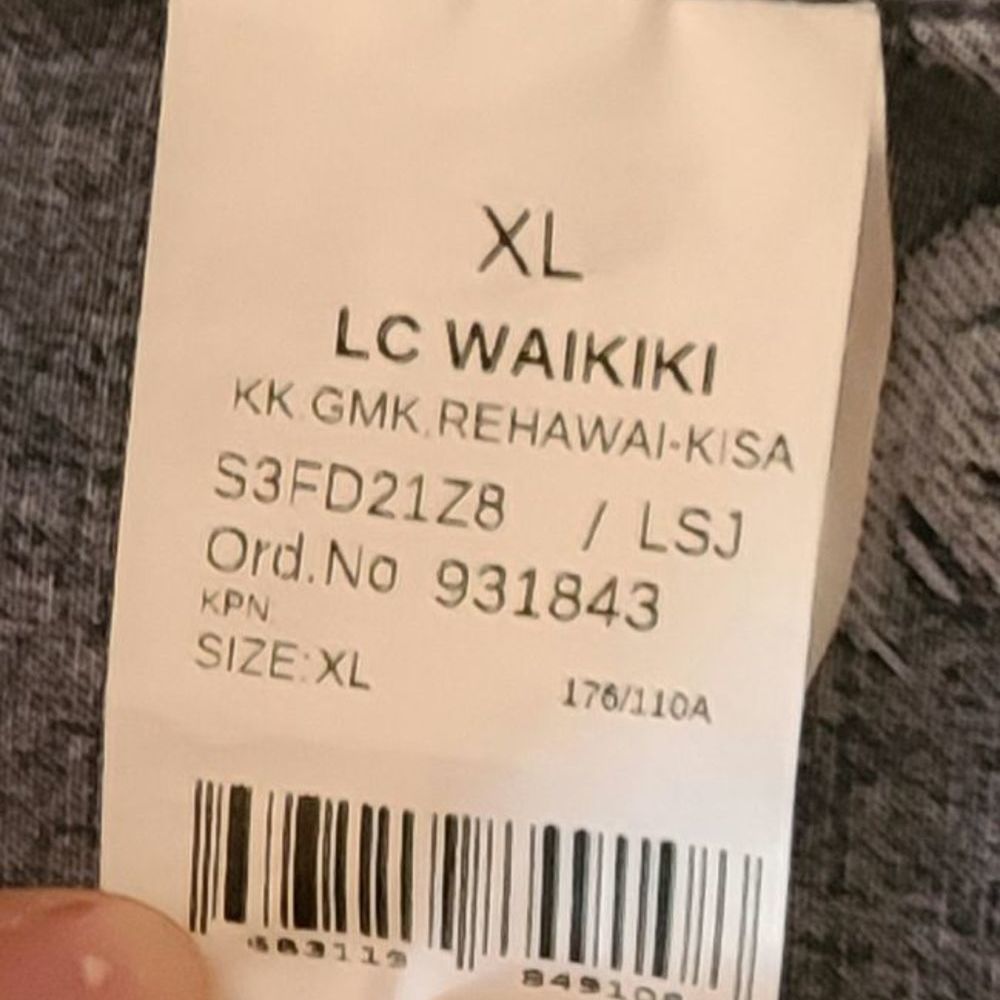 XL
LC WAIKIKI
KK.GMK.REHAWAI-KISA
S3FD21Z8 / LSJ
Ord.No 931843
KPN
SIZE:XL 176/110A